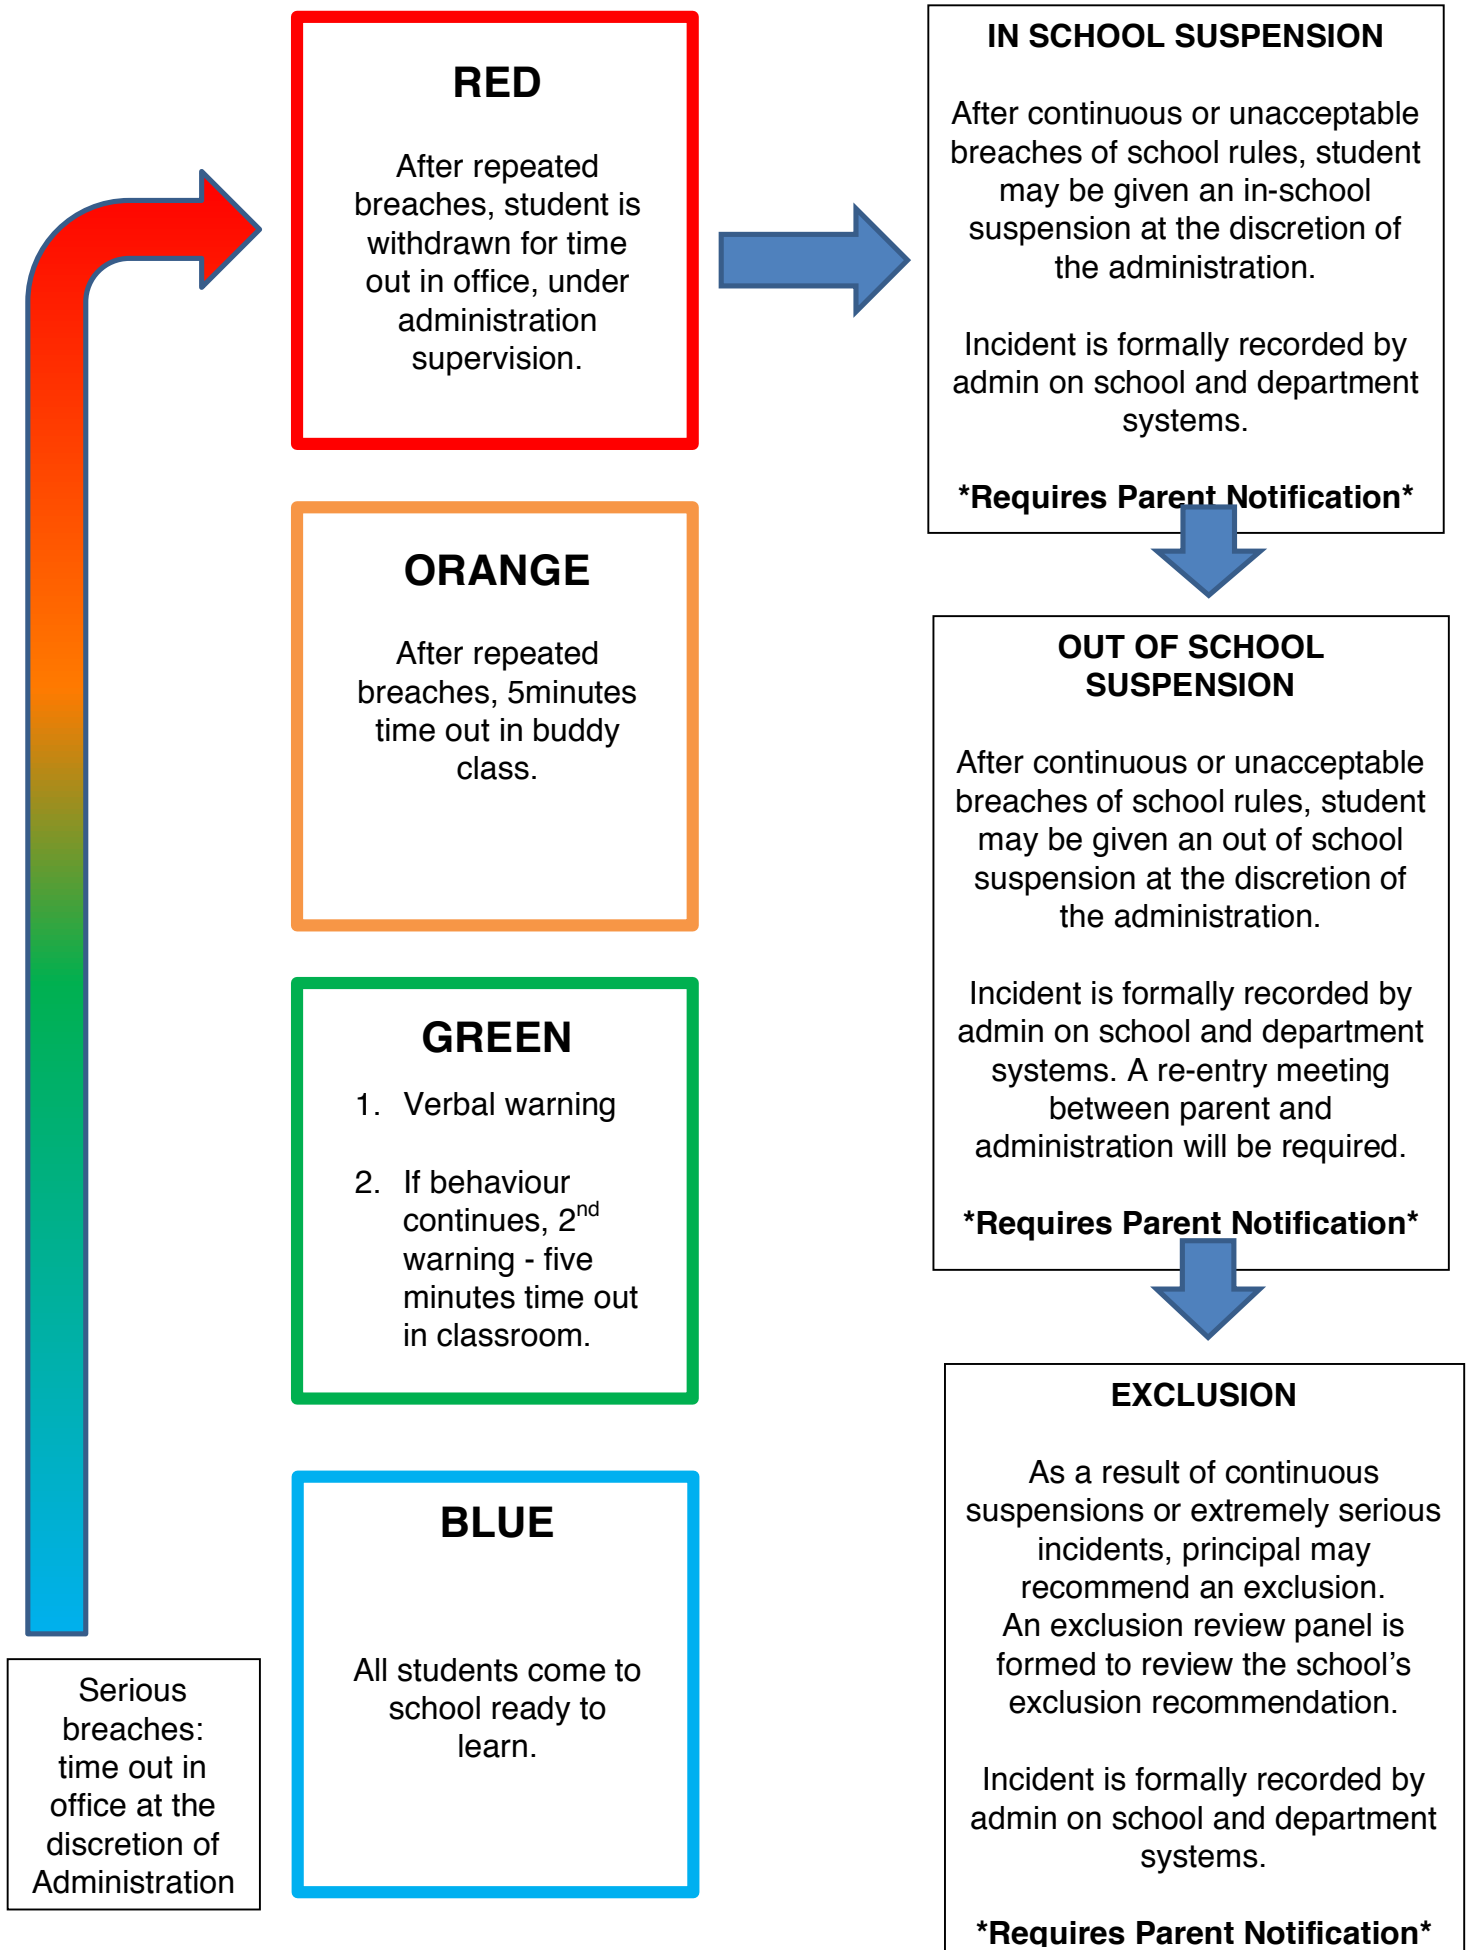 RED
After repeated
breaches, student is
withdrawn for time
out in office, under
administration
supervision.
ORANGE
After repeated
breaches, 5minutes
time out in buddy
class.
GREEN
1. Verbal warning
2. If behaviour
continues, 2nd
warning - five
minutes time out
in classroom.
BLUE
All students come to
school ready to
learn.
Serious
breaches:
time out in
office at the
discretion of
Administration
IN SCHOOL SUSPENSION
After continuous or unacceptable
breaches of school rules, student
may be given an in-school
suspension at the discretion of
the administration.
Incident is formally recorded by
admin on school and department
systems.
*Requires Parent Notification*
OUT OF SCHOOL
SUSPENSION
After continuous or unacceptable
breaches of school rules, student
may be given an out of school
suspension at the discretion of
the administration.
Incident is formally recorded by
admin on school and department
systems. A re-entry meeting
between parent and
administration will be required.
*Requires Parent Notification*
EXCLUSION
As a result of continuous
suspensions or extremely serious
incidents, principal may
recommend an exclusion.
An exclusion review panel is
formed to review the school's
exclusion recommendation.
Incident is formally recorded by
admin on school and department
systems.
*Requires Parent Notification*